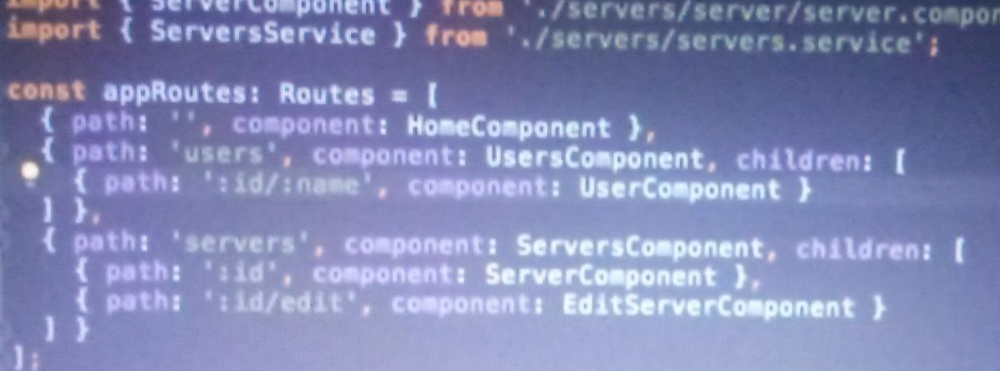 import { ServerComponent } from './servers/server/server.compon
import { ServersService } from './servers/servers.service';
const appRoutes: Routes = [
{ path: '', component: HomeComponent },
{ path: 'users', component: UsersComponent, children: [
{ path: ':id/:name', component: UserComponent }
] },
{ path: 'servers', component: ServersComponent, children: [
{ path: ':id', component: ServerComponent },
{ path: ':id/edit', component: EditServerComponent }
] }
];